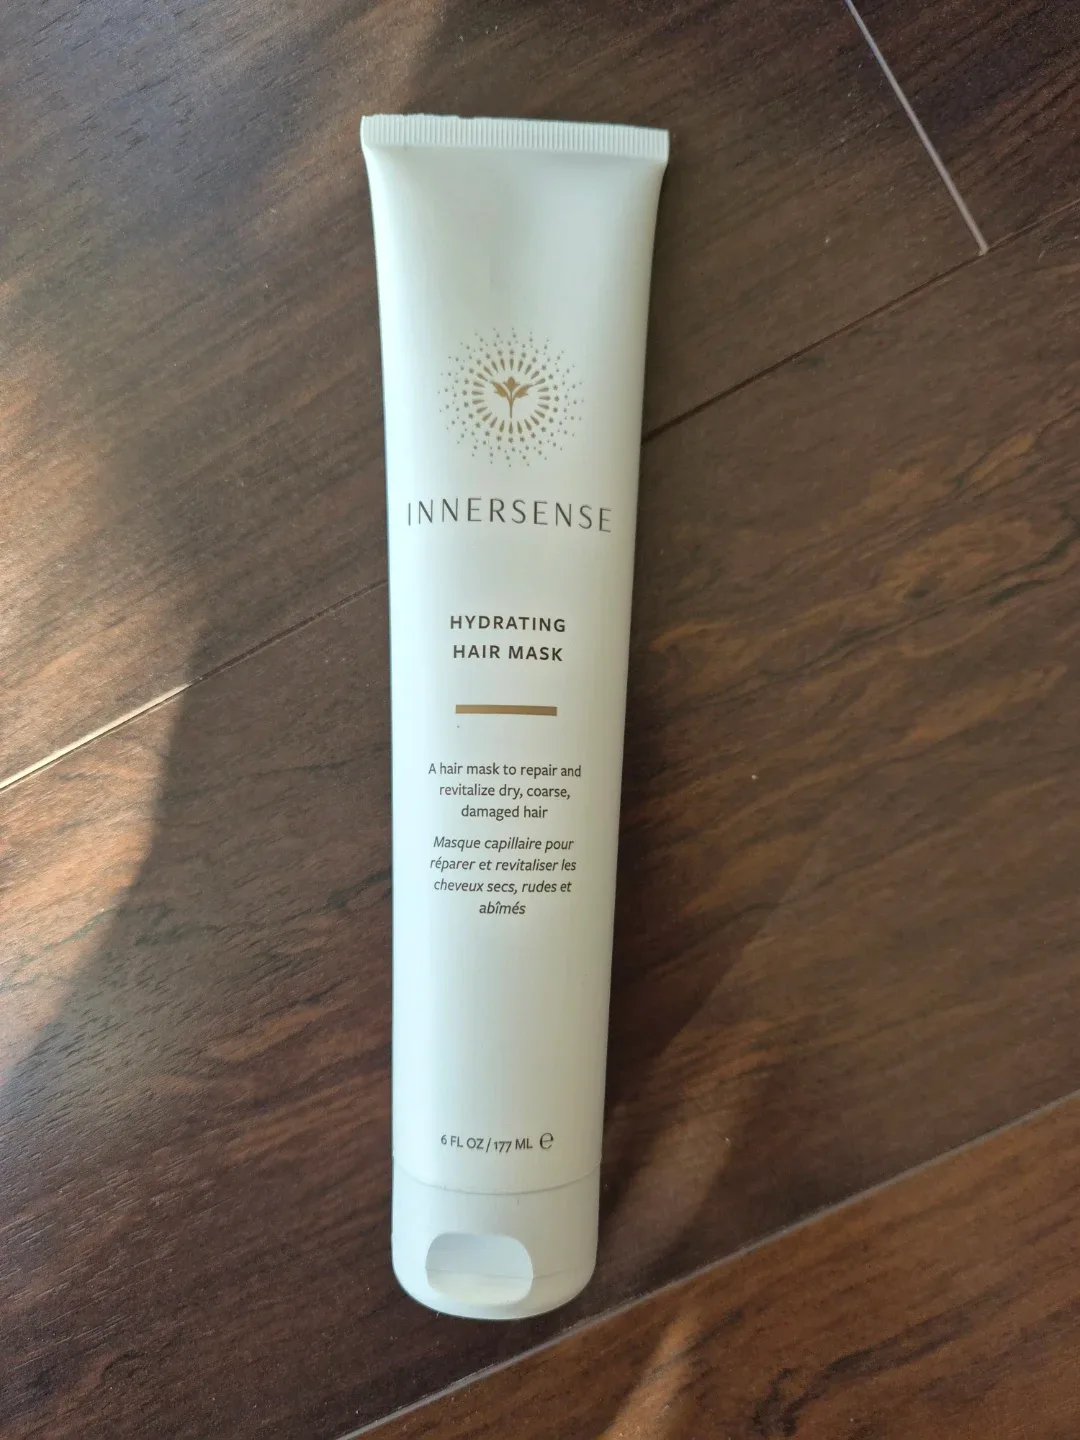 INNERSENSE
HYDRATING
HAIR MASK
A hair mask to repair and
revitalize dry, coarse,
damaged hair
Masque capillaire pour
réparer et revitaliser les
cheveux secs, rudes et
abîmés
6 FL OZ / 177 ML ℮